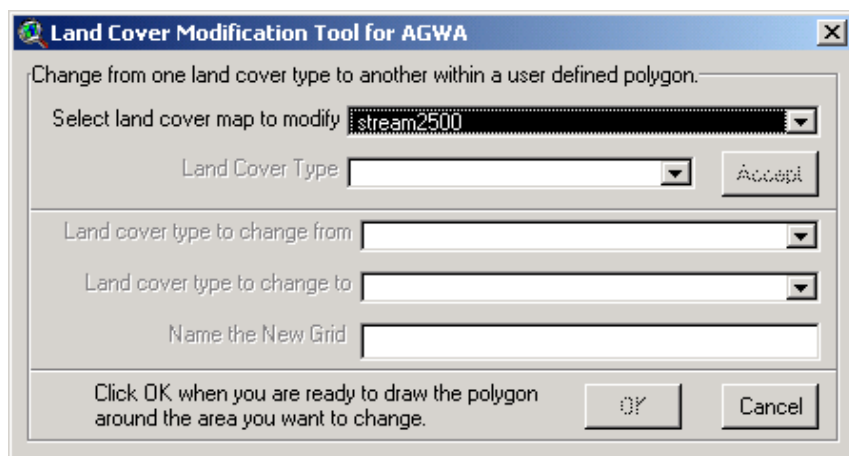 Land Cover Modification Tool for AGWA
Change from one land cover type to another within a user defined polygon.
Select land cover map to modify stream2500
Land Cover Type Accept
Land cover type to change from
Land cover type to change to
Name the New Grid
Click OK when you are ready to draw the polygon
around the area you want to change.
OK Cancel